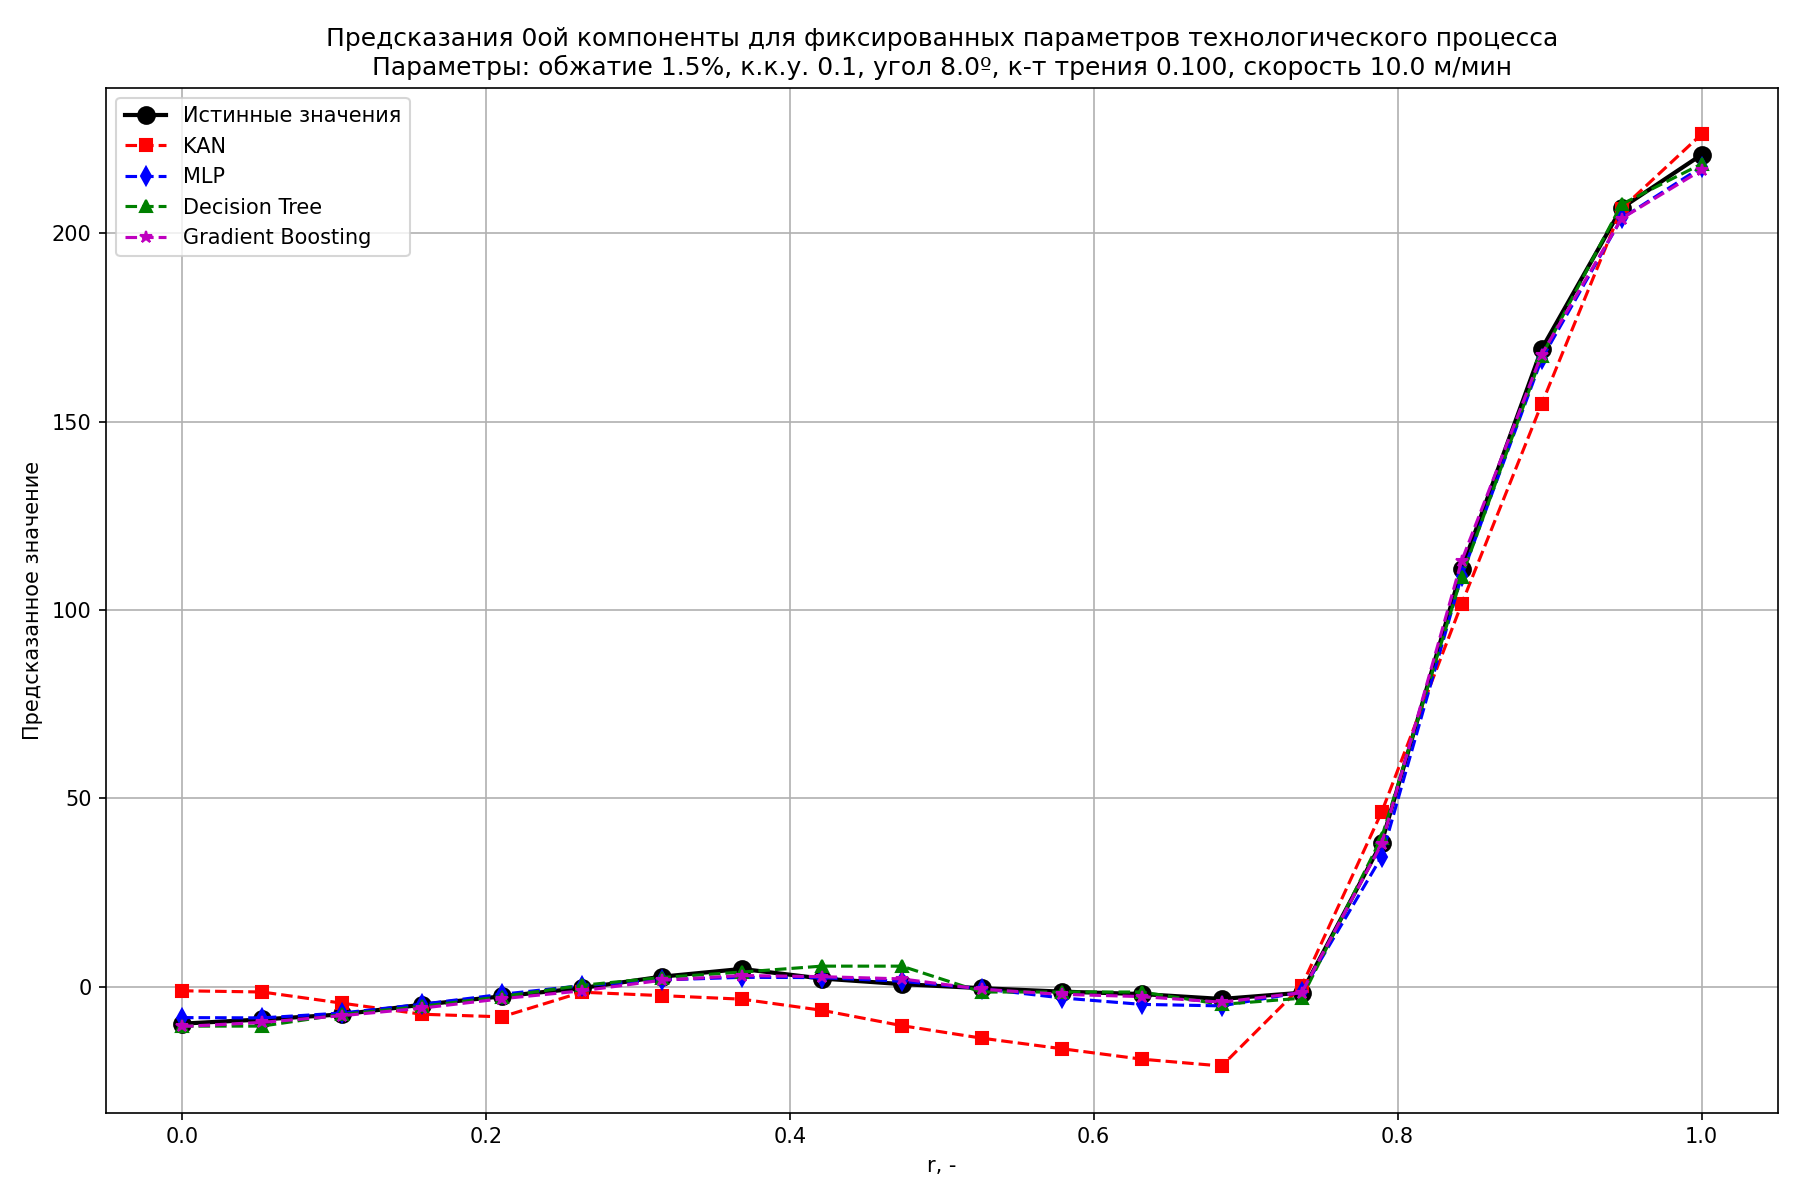 Предсказания 0ой компоненты для фиксированных параметров технологического процесса
Параметры: обжатие 1.5%, к.к.у. 0.1, угол 8.0º, к-т трения 0.100, скорость 10.0 м/мин
Истинные значения
KAN
MLP
Decision Tree
Gradient Boosting
Предсказанное значение
200
150
100
50
0
0.0
0.2
0.4
0.6
0.8
1.0
r, -